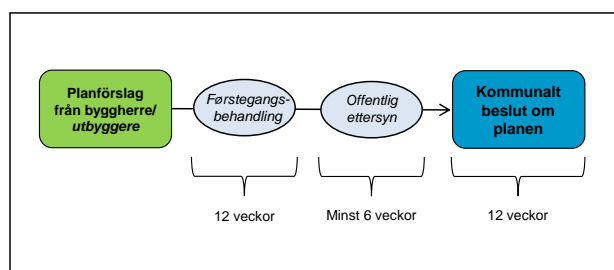 Planförslag
från byggherre/
utbyggere
Førstegangs-
behandling
Offentlig
ettersyn
Kommunalt
beslut om
planen
12 veckor
Minst 6 veckor
12 veckor